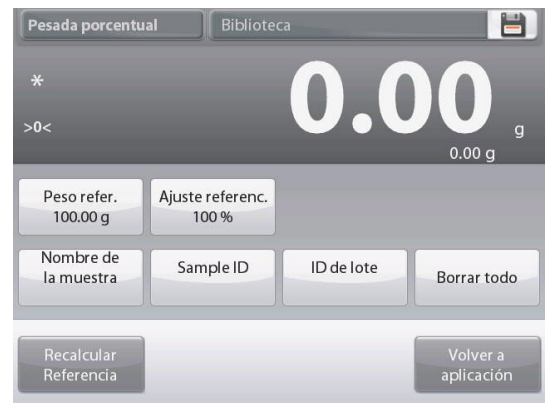 Pesada porcentual
Biblioteca
*
>0<
0.00 g
0.00 g
Peso refer.
100.00 g
Ajuste referenc.
100 %
Nombre de
la muestra
Sample ID
ID de lote
Borrar todo
Recalcular
Referencia
Volver a
aplicación